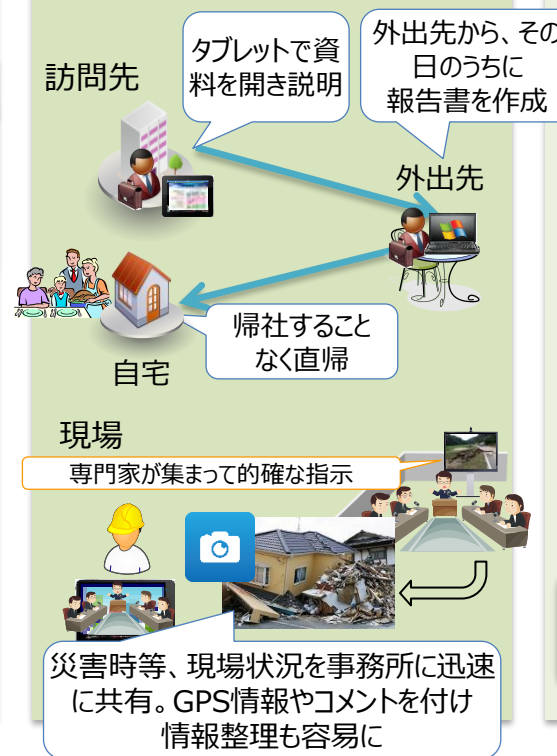 訪問先
タブレットで資
料を開き説明
外出先から、その
日のうちに
報告書を作成
外出先
帰社すること
なく直帰
自宅
現場
専門家が集まって的確な指示
災害時等、現場状況を事務所に迅速
に共有。GPS情報やコメントを付け
情報整理も容易に